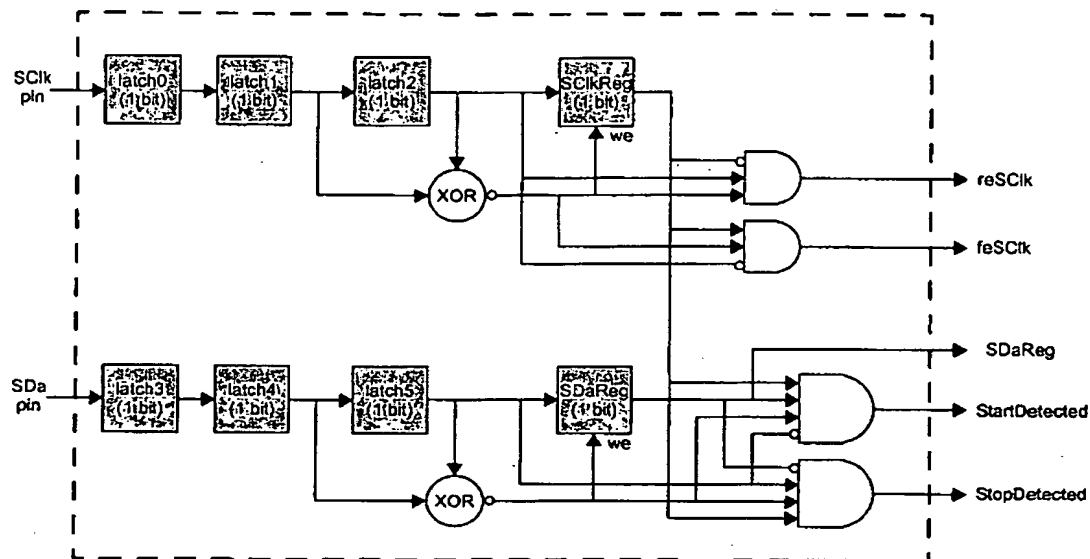 SClk
pin
latch0
(1 bit)
latch1
(1 bit)
latch2
(1 bit)
SClkReg
(1 bit)
we
XOR
reSClk
feSClk
SDaReg
SDa
pin
latch3
(1 bit)
latch4
(1 bit)
latch5
(1 bit)
SDaReg
(1 bit)
we
XOR
StartDetected
StopDetected